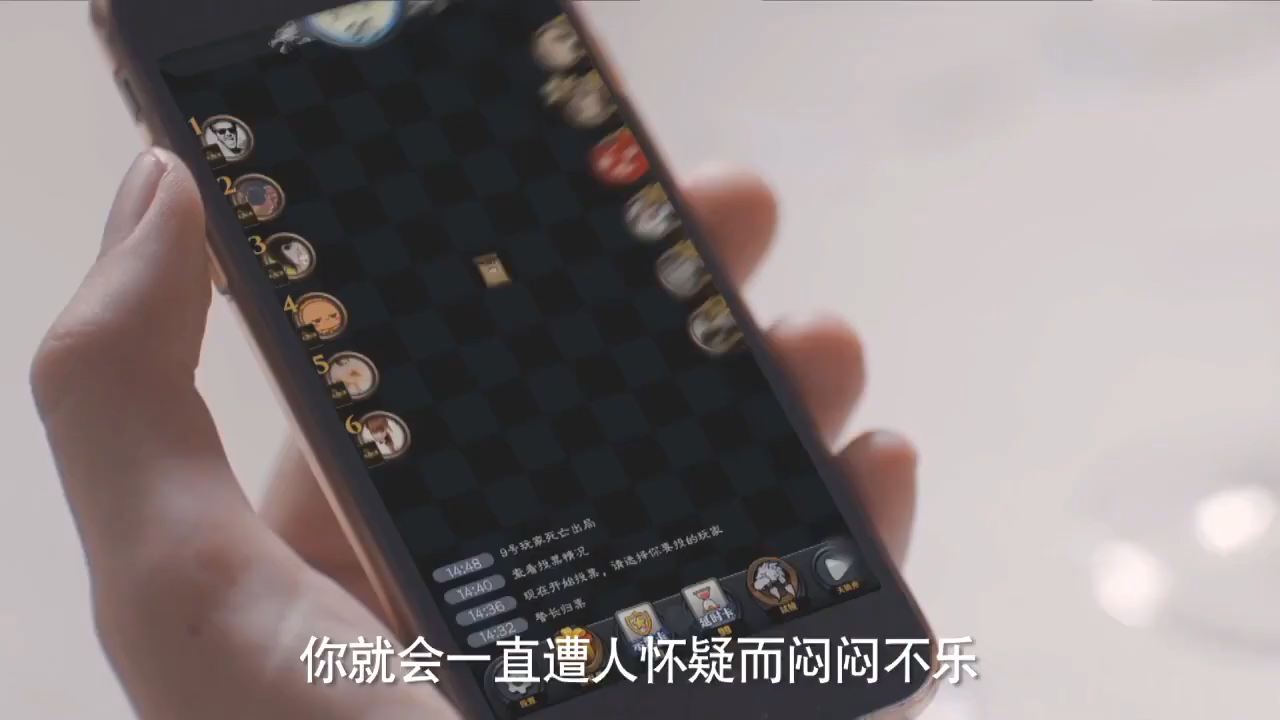 1
2
3
4
5
6
14:48 9号玩家死亡出局
14:40 查看投票情况
14:36 现在开始投票，请选择你要投的玩家
14:32 警长归票
延时卡
你就会一直遭人怀疑而闷闷不乐